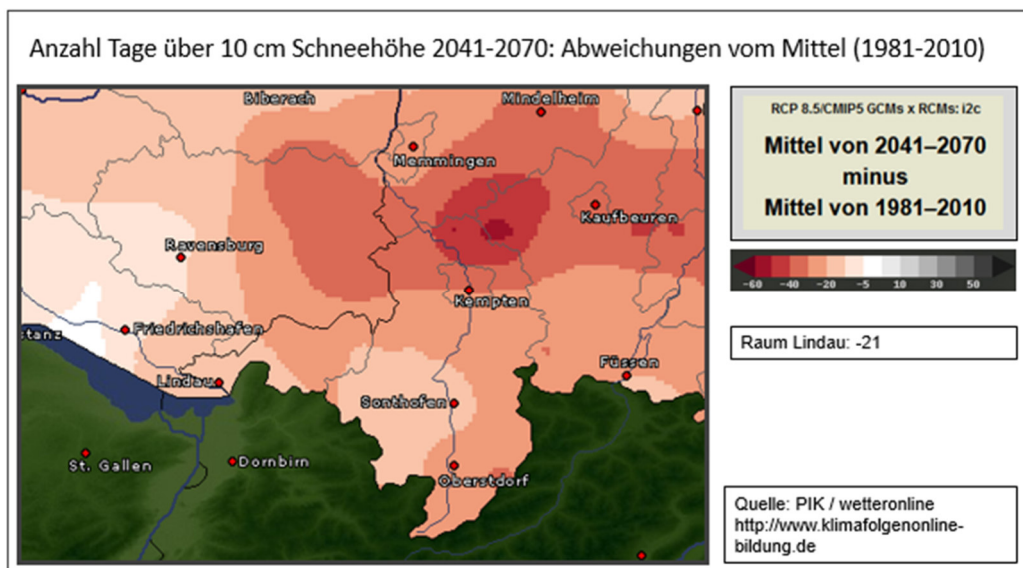 Anzahl Tage über 10 cm Schneehöhe 2041-2070: Abweichungen vom Mittel (1981-2010)
Biberach
Mindelheim
Memmingen
Kaufbeuren
Ravensburg
Kempten
stanz
Friedrichshafen
Füssen
Lindau
Sonthofen
St. Gallen
Dornbirn
Oberstdorf
RCP 8.5/CMIP5 GCMs x RCMs: i2c
Mittel von 2041–2070
minus
Mittel von 1981–2010
-60 -40 -20 -5 5 10 30 50
Raum Lindau: -21
Quelle: PIK / wetteronline
http://www.klimafolgenonline-
bildung.de